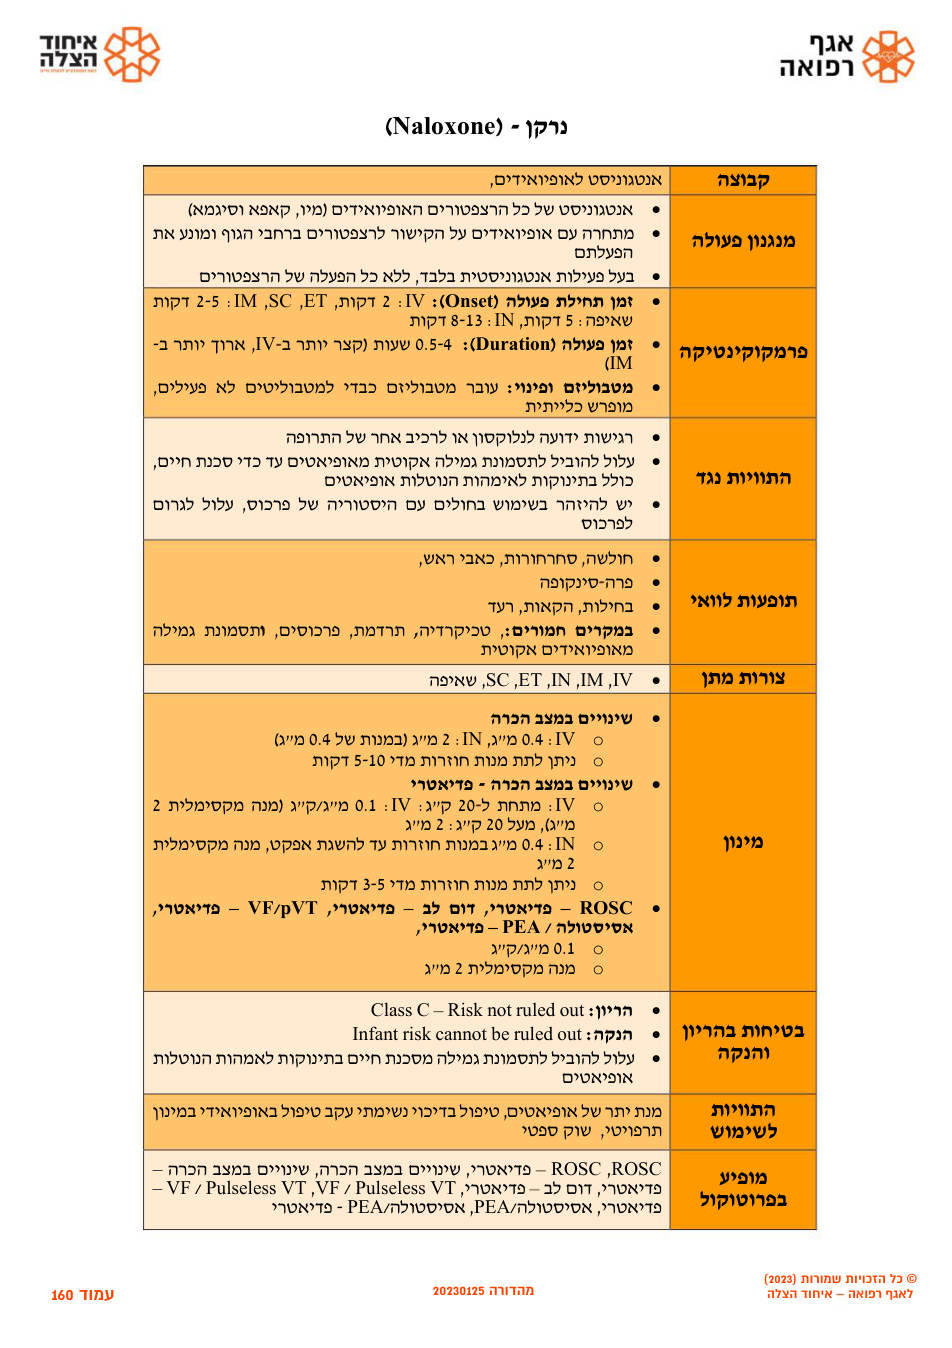 איחוד
הצלה
אגף
רפואה
נרקן - (Naloxone)
קבוצה
אנטגוניסט לאופיואידים,
מנגנון פעולה
• אנטגוניסט של כל הרצפטורים האופיואידים (מיו, קאפא וסיגמא)
• מתחרה עם אופיואידים על הקישור לרצפטורים ברחבי הגוף ומונע את
הפעלתם
• בעל פעילות אנטגוניסטית בלבד, ללא כל הפעלה של הרצפטורים
פרמקוקינטיקה
• זמן תחילת פעולה (Onset): IV: 2 דקות, IM, SC, ET: 2-5 דקות
שאיפה: 5 דקות, IN: 8-13 דקות
• זמן פעולה (Duration): 0.5-4 שעות (קצר יותר ב-IV, ארוך יותר ב-
IM)
• מטבוליזם ופינוי: עובר מטבוליזם כבדי למטבוליטים לא פעילים,
מופרש כלייתית
התוויות נגד
• רגישות ידועה לנלוקסון או לרכיב אחר של התרופה
• עלול להוביל לתסמונת גמילה אקוטית מאופיאטים עד כדי סכנת חיים,
כולל בתינוקות לאימהות הנוטלות אופיאטים
• יש להיזהר בשימוש בחולים עם היסטוריה של פרכוס, עלול לגרום
לפרכוס
תופעות לוואי
• חולשה, סחרחורות, כאבי ראש,
• פרה-סינקופה
• בחילות, הקאות, רעד
• במקרים חמורים:, טכיקרדיה, תרדמת, פרכוסים, ותסמונת גמילה
מאופיואידים אקוטית
צורות מתן
• IV, IM, IN, ET, SC, שאיפה
מינון
• שינויים במצב הכרה
○ IV: 0.4 מ״ג, IN: 2 מ״ג (במנות של 0.4 מ״ג)
○ ניתן לתת מנות חוזרות מדי 5-10 דקות
• שינויים במצב הכרה - פדיאטרי
○ IV: מתחת ל-20 ק״ג: IV: 0.1 מ״ג/ק״ג (מנה מקסימלית 2
מ״ג), מעל 20 ק״ג: 2 מ״ג
○ IN: 0.4 מ״ג במנות חוזרות עד להשגת אפקט, מנה מקסימלית
2 מ״ג
○ ניתן לתת מנות חוזרות מדי 3-5 דקות
• ROSC – פדיאטרי, דום לב – פדיאטרי, VF/pVT – פדיאטרי,
אסיסטולה / PEA – פדיאטרי,
○ 0.1 מ״ג/ק״ג
○ מנה מקסימלית 2 מ״ג
בטיחות בהריון
והנקה
• הריון: Class C – Risk not ruled out
• הנקה: Infant risk cannot be ruled out
• עלול להוביל לתסמונת גמילה מסכנת חיים בתינוקות לאמהות הנוטלות
אופיאטים
התוויות
לשימוש
מנת יתר של אופיאטים, טיפול בדיכוי נשימתי עקב טיפול באופיואידי במינון
תרפויטי, שוק ספטי
מופיע
בפרוטוקול
ROSC, ROSC – פדיאטרי, שינויים במצב הכרה, שינויים במצב הכרה –
פדיאטרי, דום לב – פדיאטרי, VF / Pulseless VT, VF / Pulseless VT –
פדיאטרי, אסיסטולה/PEA, אסיסטולה/PEA - פדיאטרי
© כל הזכויות שמורות (2023)
לאגף רפואה – איחוד הצלה
מהדורה 20230125
עמוד 160